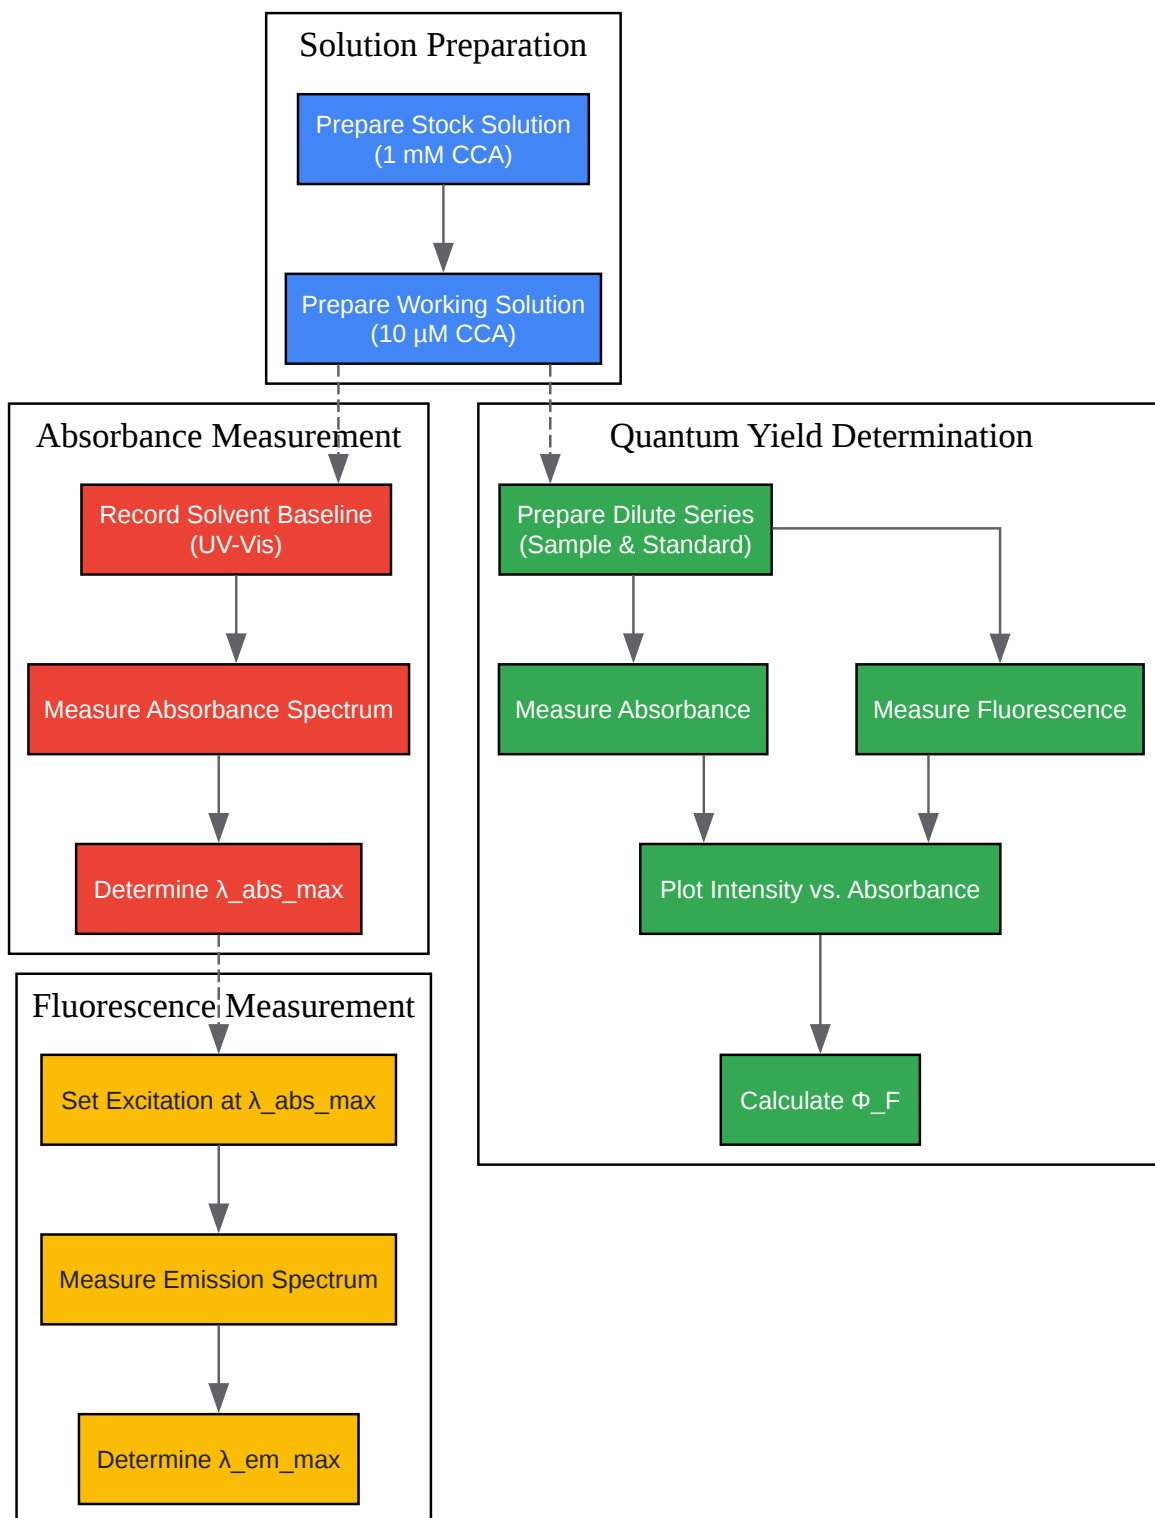 Solution Preparation
Prepare Stock Solution
(1 mM CCA)
Prepare Working Solution
(10 µM CCA)
Absorbance Measurement
Record Solvent Baseline
(UV-Vis)
Measure Absorbance Spectrum
Determine λ_abs_max
Fluorescence Measurement
Set Excitation at λ_abs_max
Measure Emission Spectrum
Determine λ_em_max
Quantum Yield Determination
Prepare Dilute Series
(Sample & Standard)
Measure Absorbance
Measure Fluorescence
Plot Intensity vs. Absorbance
Calculate Φ_F